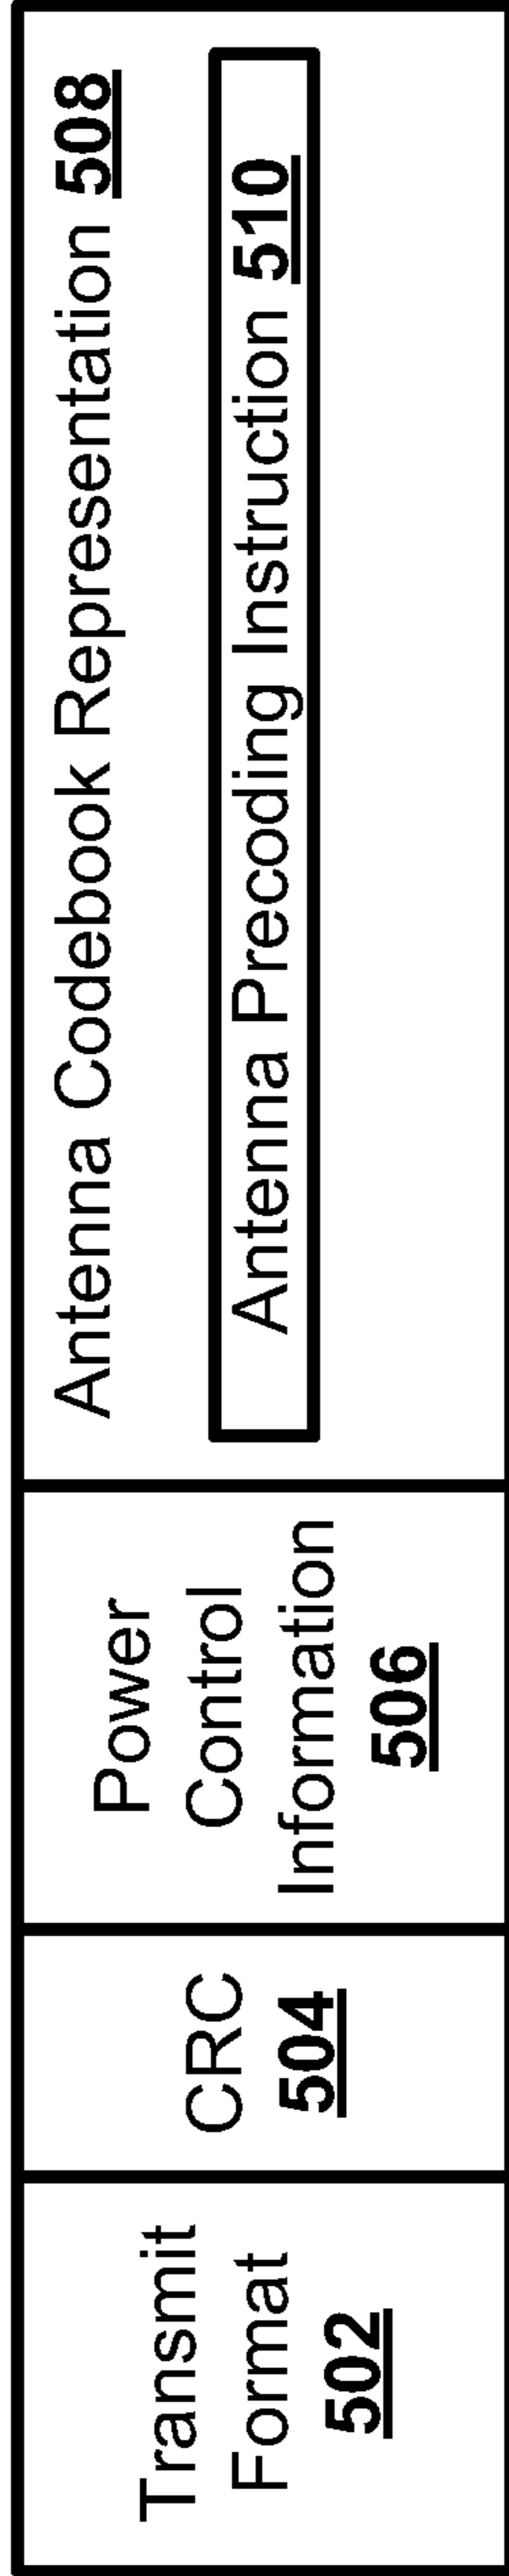 Transmit
Format
502
CRC
504
Power
Control
Information
506
Antenna Codebook Representation 508
Antenna Precoding Instruction 510